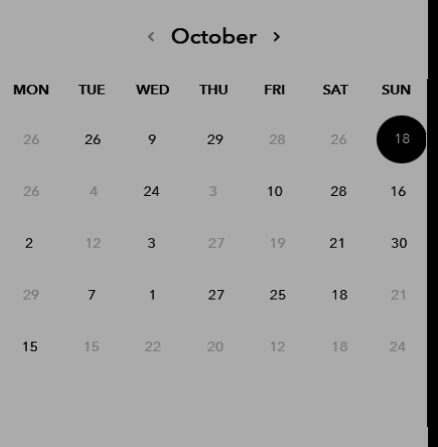 ‹ October ›
MON TUE WED THU FRI SAT SUN
26 26 9 29 28 26 18
26 4 24 3 10 28 16
2 12 3 27 19 21 30
29 7 1 27 25 18 21
15 15 22 20 12 18 24